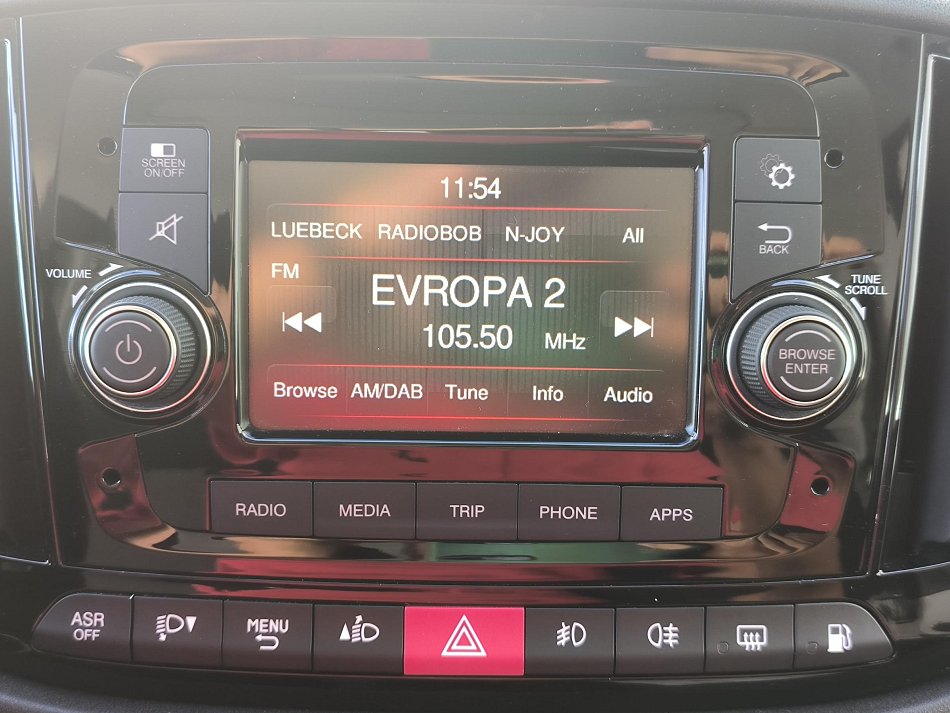 11:54
SCREEN
ON/OFF
LUEBECK RADIOBOB N-JOY All
BACK
VOLUME
TUNE
SCROLL
FM
EVROPA 2
105.50 MHz
BROWSE
ENTER
Browse AM/DAB Tune Info Audio
RADIO MEDIA TRIP PHONE APPS
ASR
OFF
MENU